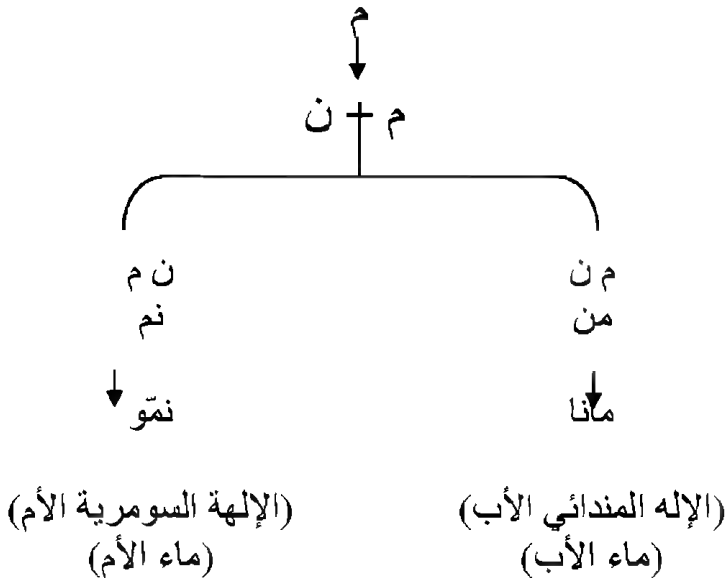 م
م + ن
م ن
ن م
من
نم
مانا
نمّو
(الإله المندائي الأب)
(الإلهة السومرية الأم)
(ماء الأب)
(ماء الأم)